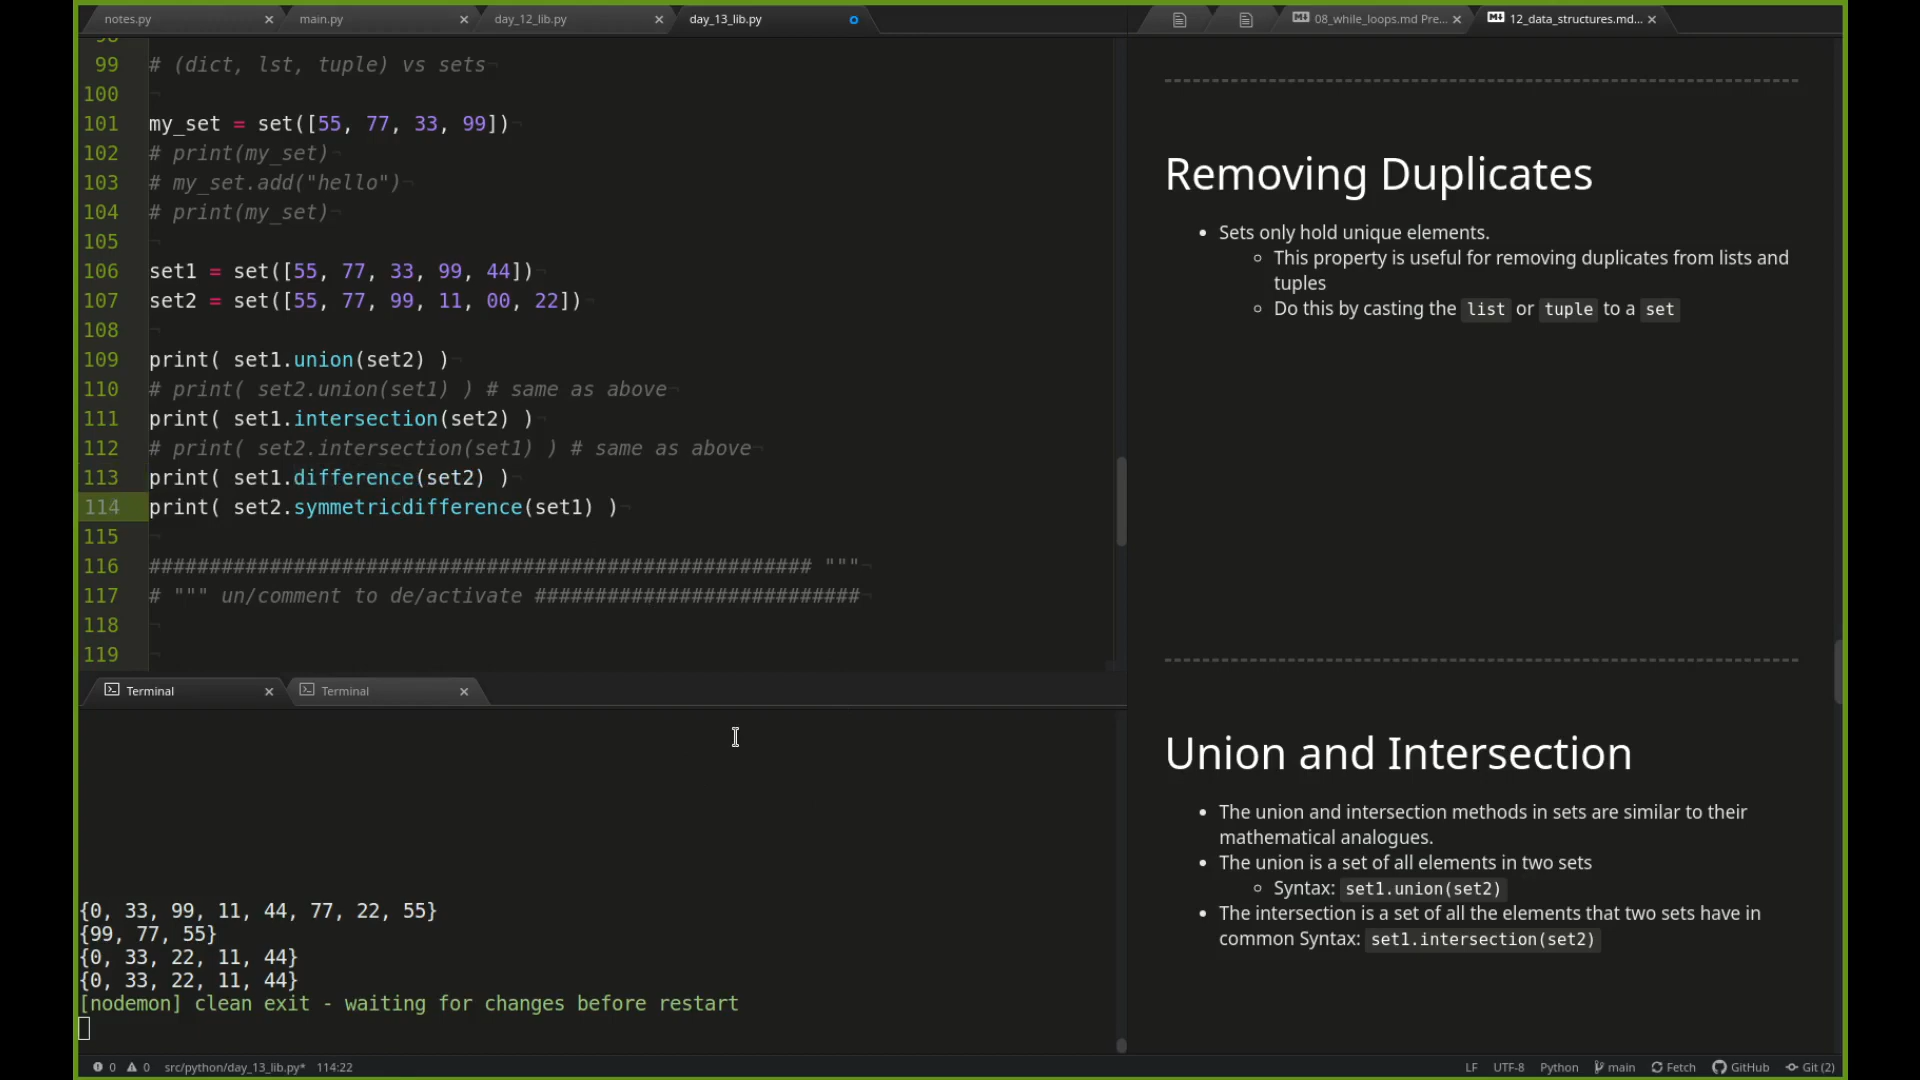 notes.py
main.py
day_12_lib.py
day_13_lib.py
08_while_loops.md Pre...
12_data_structures.md...
99 # (dict, lst, tuple) vs sets
100
101 my_set = set([55, 77, 33, 99])
102 # print(my_set)
103 # my_set.add("hello")
104 # print(my_set)
105
106 set1 = set([55, 77, 33, 99, 44])
107 set2 = set([55, 77, 99, 11, 00, 22])
108
109 print( set1.union(set2) )
110 # print( set2.union(set1) ) # same as above
111 print( set1.intersection(set2) )
112 # print( set2.intersection(set1) ) # same as above
113 print( set1.difference(set2) )
114 print( set2.symmetricdifference(set1) )
115
116 ####################################################### """
117 # """ un/comment to de/activate ###########################
118
119
Terminal
Terminal
{0, 33, 99, 11, 44, 77, 22, 55}
{99, 77, 55}
{0, 33, 22, 11, 44}
{0, 33, 22, 11, 44}
[nodemon] clean exit - waiting for changes before restart
Removing Duplicates
• Sets only hold unique elements.
◦ This property is useful for removing duplicates from lists and
tuples
◦ Do this by casting the list or tuple to a set
Union and Intersection
• The union and intersection methods in sets are similar to their
mathematical analogues.
• The union is a set of all elements in two sets
◦ Syntax: set1.union(set2)
• The intersection is a set of all the elements that two sets have in
common Syntax: set1.intersection(set2)
0 0 src/python/day_13_lib.py* 114:22
LF UTF-8 Python main Fetch GitHub Git (2)